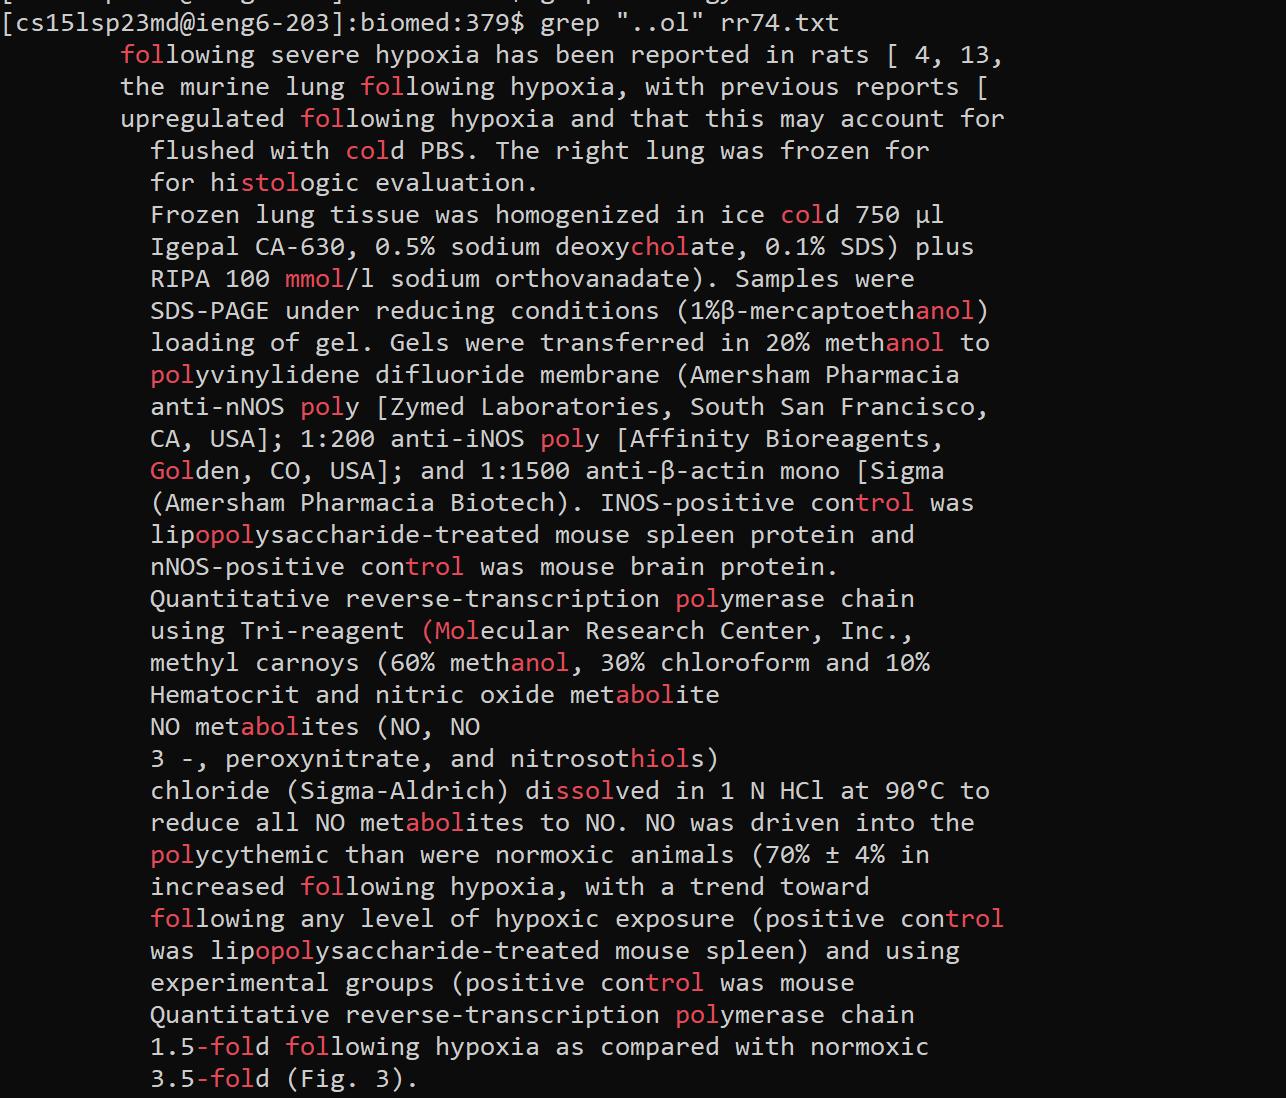 [cs15lsp23md@ieng6-203]:biomed:379$ grep "..ol" rr74.txt
following severe hypoxia has been reported in rats [ 4, 13,
the murine lung following hypoxia, with previous reports [
upregulated following hypoxia and that this may account for
flushed with cold PBS. The right lung was frozen for
for histologic evaluation.
Frozen lung tissue was homogenized in ice cold 750 μl
Igepal CA-630, 0.5% sodium deoxycholate, 0.1% SDS) plus
RIPA 100 mmol/l sodium orthovanadate). Samples were
SDS-PAGE under reducing conditions (1%β-mercaptoethanol)
loading of gel. Gels were transferred in 20% methanol to
polyvinylidene difluoride membrane (Amersham Pharmacia
anti-nNOS poly [Zymed Laboratories, South San Francisco,
CA, USA]; 1:200 anti-iNOS poly [Affinity Bioreagents,
Golden, CO, USA]; and 1:1500 anti-β-actin mono [Sigma
(Amersham Pharmacia Biotech). INOS-positive control was
lipopolysaccharide-treated mouse spleen protein and
nNOS-positive control was mouse brain protein.
Quantitative reverse-transcription polymerase chain
using Tri-reagent (Molecular Research Center, Inc.,
methyl carnoys (60% methanol, 30% chloroform and 10%
Hematocrit and nitric oxide metabolite
NO metabolites (NO, NO
3 -, peroxynitrate, and nitrosothiols)
chloride (Sigma-Aldrich) dissolved in 1 N HCl at 90°C to
reduce all NO metabolites to NO. NO was driven into the
polycythemic than were normoxic animals (70% ± 4% in
increased following hypoxia, with a trend toward
following any level of hypoxic exposure (positive control
was lipopolysaccharide-treated mouse spleen) and using
experimental groups (positive control was mouse
Quantitative reverse-transcription polymerase chain
1.5-fold following hypoxia as compared with normoxic
3.5-fold (Fig. 3).